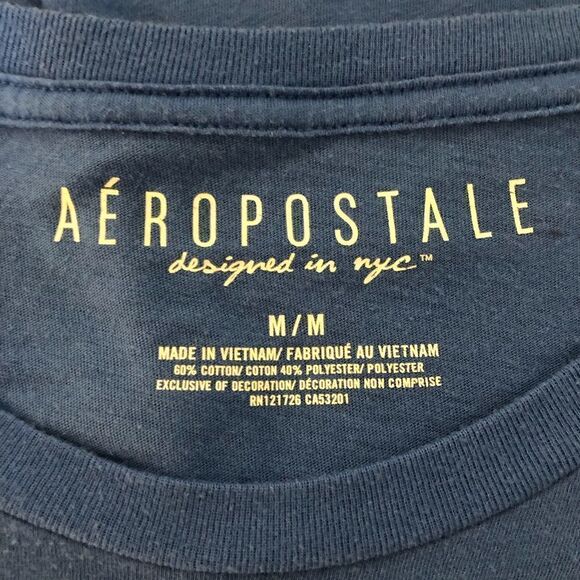 AÉROPOSTALE
designed in nyc™
M/M
MADE IN VIETNAM/ FABRIQUÉ AU VIETNAM
60% COTTON/ COTON 40% POLYESTER/ POLYESTER
EXCLUSIVE OF DECORATION/ DÉCORATION NON COMPRISE
RN121726 CA53201